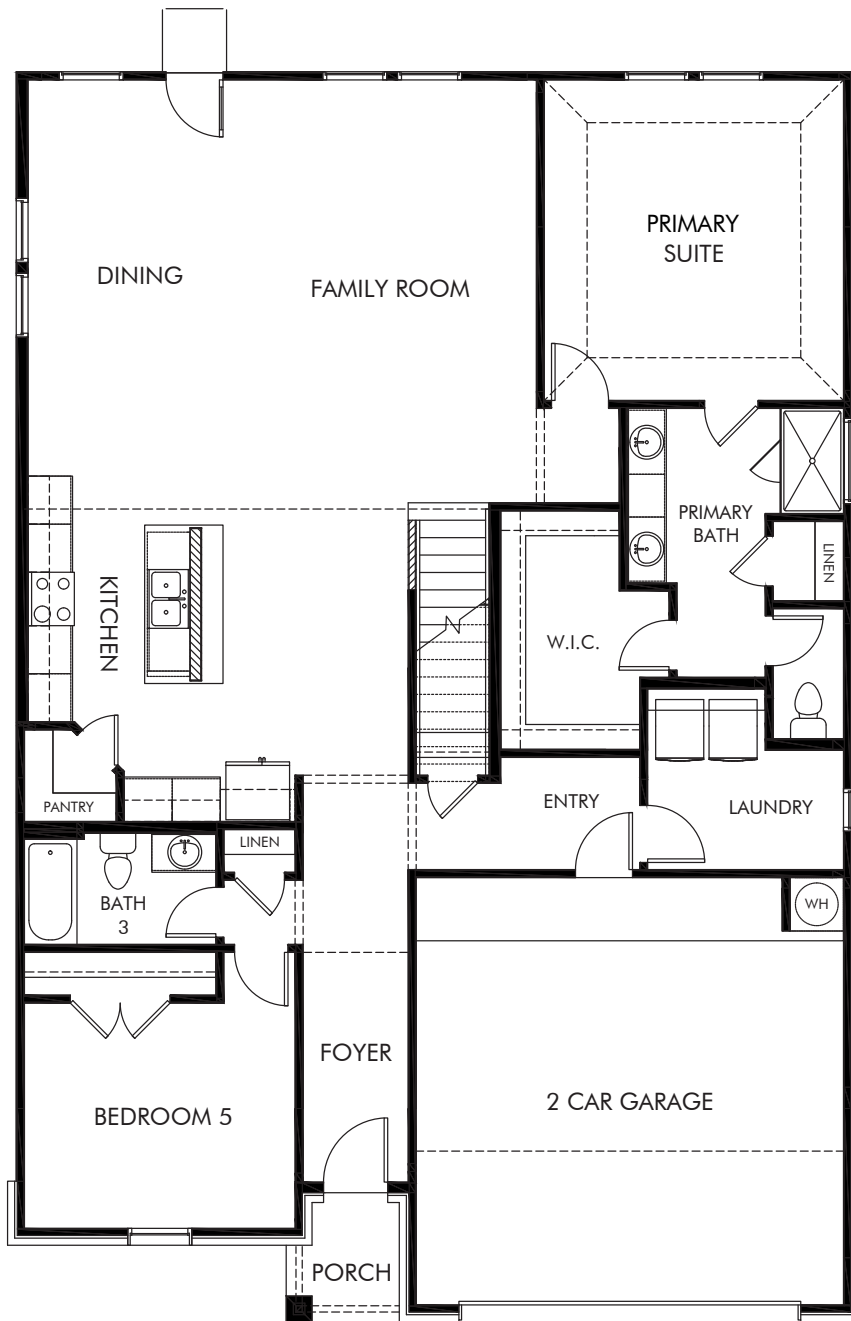 PRIMARY
SUITE
DINING
FAMILY ROOM
PRIMARY
BATH
LINEN
KITCHEN
W.I.C.
PANTRY
ENTRY
LAUNDRY
LINEN
BATH
3
WH
FOYER
BEDROOM 5
2 CAR GARAGE
PORCH